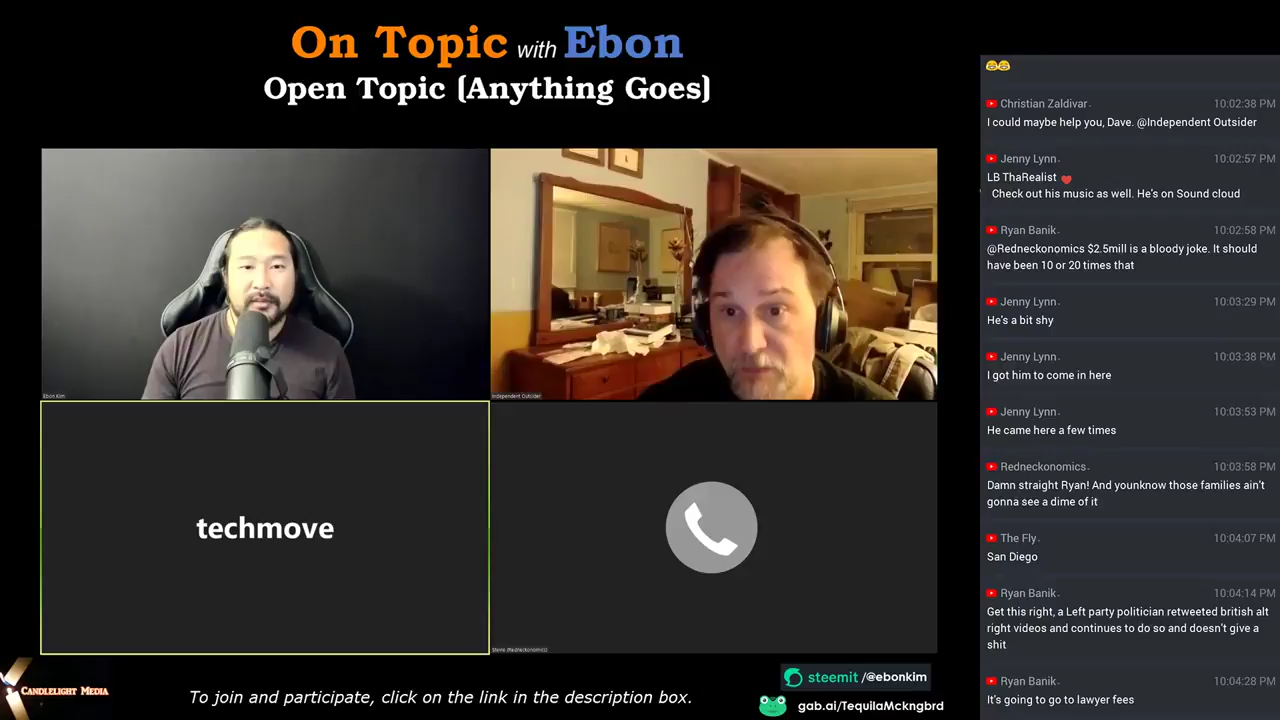 On Topic with Ebon
Open Topic (Anything Goes)
Ebon Kim
Independent Outsider
techmove
Steve (Redneckonomics)
CANDLELIGHT MEDIA
To join and participate, click on the link in the description box.
steemit /@ebonkim
gab.ai/TequilaMckngbrd
Christian Zaldivar. 10:02:38 PM
I could maybe help you, Dave. @Independent Outsider
Jenny Lynn. 10:02:57 PM
LB ThaRealist
Check out his music as well. He's on Sound cloud
Ryan Banik. 10:02:58 PM
@Redneckonomics $2.5mill is a bloody joke. It should
have been 10 or 20 times that
Jenny Lynn. 10:03:29 PM
He's a bit shy
Jenny Lynn. 10:03:38 PM
I got him to come in here
Jenny Lynn. 10:03:53 PM
He came here a few times
Redneckonomics. 10:03:58 PM
Damn straight Ryan! And younknow those families ain't
gonna see a dime of it
The Fly. 10:04:07 PM
San Diego
Ryan Banik. 10:04:14 PM
Get this right, a Left party politician retweeted british alt
right videos and continues to do so and doesn't give a
shit
Ryan Banik. 10:04:28 PM
It's going to go to lawyer fees